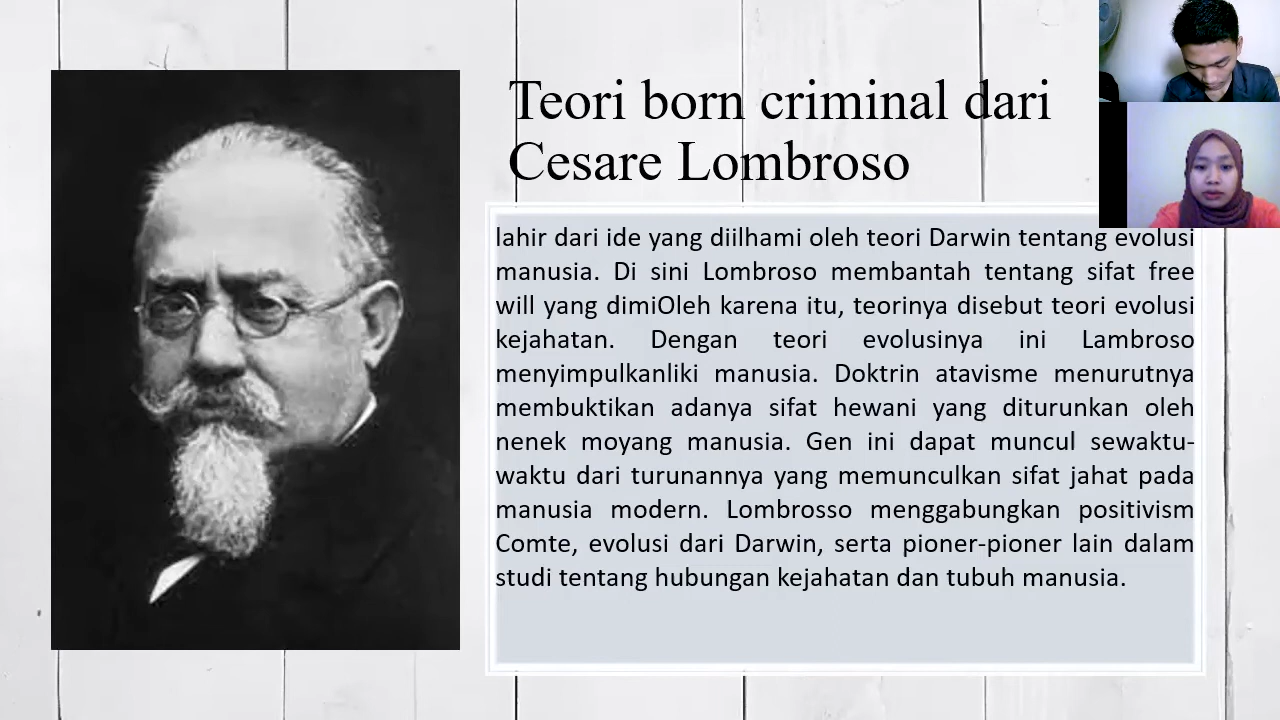 Teori born criminal dari
Cesare Lombroso
lahir dari ide yang diilhami oleh teori Darwin tentang evolusi
manusia. Di sini Lombroso membantah tentang sifat free
will yang dimiOleh karena itu, teorinya disebut teori evolusi
kejahatan. Dengan teori evolusinya ini Lambroso
menyimpulkanliki manusia. Doktrin atavisme menurutnya
membuktikan adanya sifat hewani yang diturunkan oleh
nenek moyang manusia. Gen ini dapat muncul sewaktu-
waktu dari turunannya yang memunculkan sifat jahat pada
manusia modern. Lombrosso menggabungkan positivism
Comte, evolusi dari Darwin, serta pioner-pioner lain dalam
studi tentang hubungan kejahatan dan tubuh manusia.